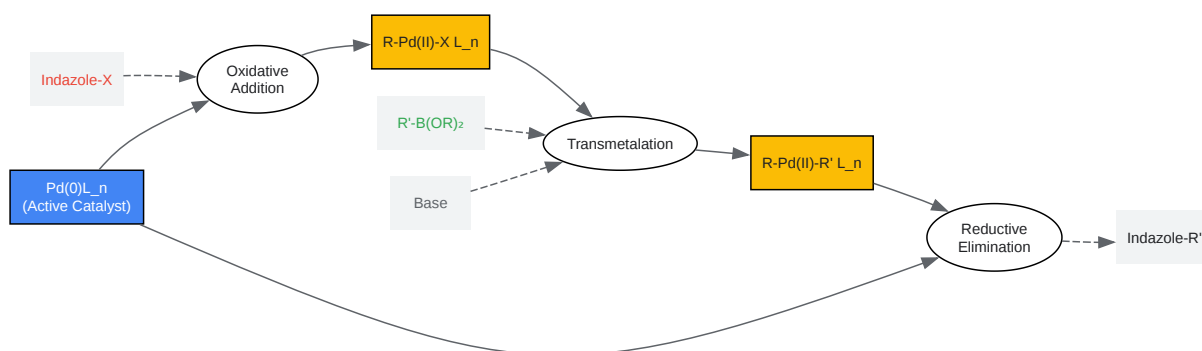 Indazole-X
Oxidative
Addition
R-Pd(II)-X L_n
R'-B(OR)₂
Transmetalation
Base
R-Pd(II)-R' L_n
Pd(0)L_n
(Active Catalyst)
Reductive
Elimination
Indazole-R'